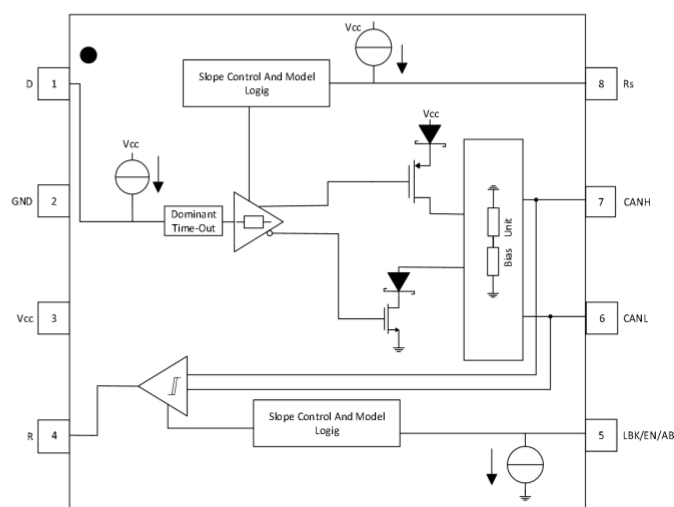 Vcc
Slope Control And Model
Logig
D
1
8
Rs
Vcc
Vcc
GND
2
Dominant
Time-Out
Unit
Bias
7
CANH
Vcc
3
6
CANL
Slope Control And Model
Logig
R
4
5
LBK/EN/AB